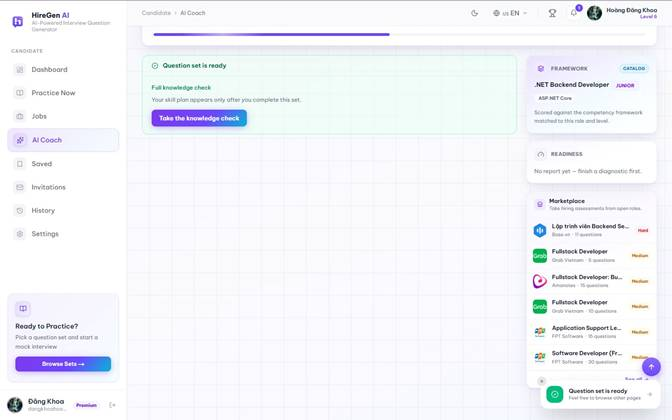 HireGen AI
AI-Powered Interview Question
Generator
CANDIDATE
Dashboard
Practice Now
Jobs
AI Coach
Saved
Invitations
History
Settings
Ready to Practice?
Pick a question set and start a
mock interview
Browse Sets →
Đăng Khoa
dangkhoahoa...
Premium
Candidate › AI Coach
US EN
1
Hoàng Đăng Khoa
Level 6
Question set is ready
Full knowledge check
Your skill plan appears only after you complete this set.
Take the knowledge check
FRAMEWORK
CATALOG
.NET Backend Developer JUNIOR
ASP.NET Core
Scored against the competency framework
matched to this role and level.
READINESS
No report yet — finish a diagnostic first.
Marketplace
Take hiring assessments from open roles.
Lập trình viên Backend Se...
Base.vn · 11 questions
Hard
Grab
Fullstack Developer
Grab Vietnam · 5 questions
Medium
Fullstack Developer: Bu...
Amanotes · 15 questions
Medium
Grab
Fullstack Developer
Grab Vietnam · 10 questions
Medium
Application Support Le...
FPT Software · 15 questions
Medium
Software Developer (Fr...
FPT Software · 20 questions
Question set is ready
Feel free to browse other pages